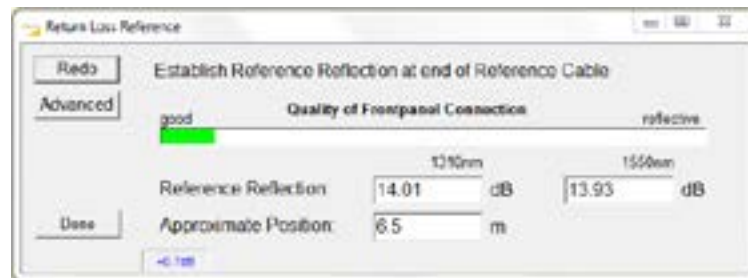 Return Loss Reference
Redo
Establish Reference Reflection at end of Reference Cable
Advanced
Quality of Frontpanel Connection
good
reflective
1310nm
1550nm
Reference Reflection:
14.01
dB
13.93
dB
Done
Approximate Position:
6.5
m